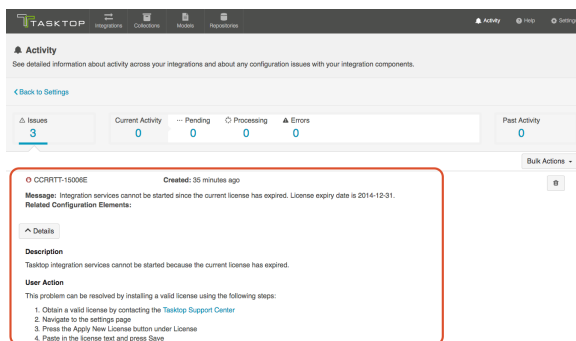 TASKTOP
Integrations Collections Models Repositories
Activity Help Settings
Activity
See detailed information about activity across your integrations and about any configuration issues with your integration components.
Back to Settings
Issues Current Activity Pending Processing Errors Past Activity
3 0 0 0 0 0
Bulk Actions
CCRRTT-15006E Created: 35 minutes ago
Message: Integration services cannot be started since the current license has expired. License expiry date is 2014-12-31.
Related Configuration Elements:
Details
Description
Tasktop integration services cannot be started because the current license has expired.
User Action
This problem can be resolved by installing a valid license using the following steps:
1. Obtain a valid license by contacting the Tasktop Support Center
2. Navigate to the settings page
3. Press the Apply New License button under License
4. Paste in the license text and press Save